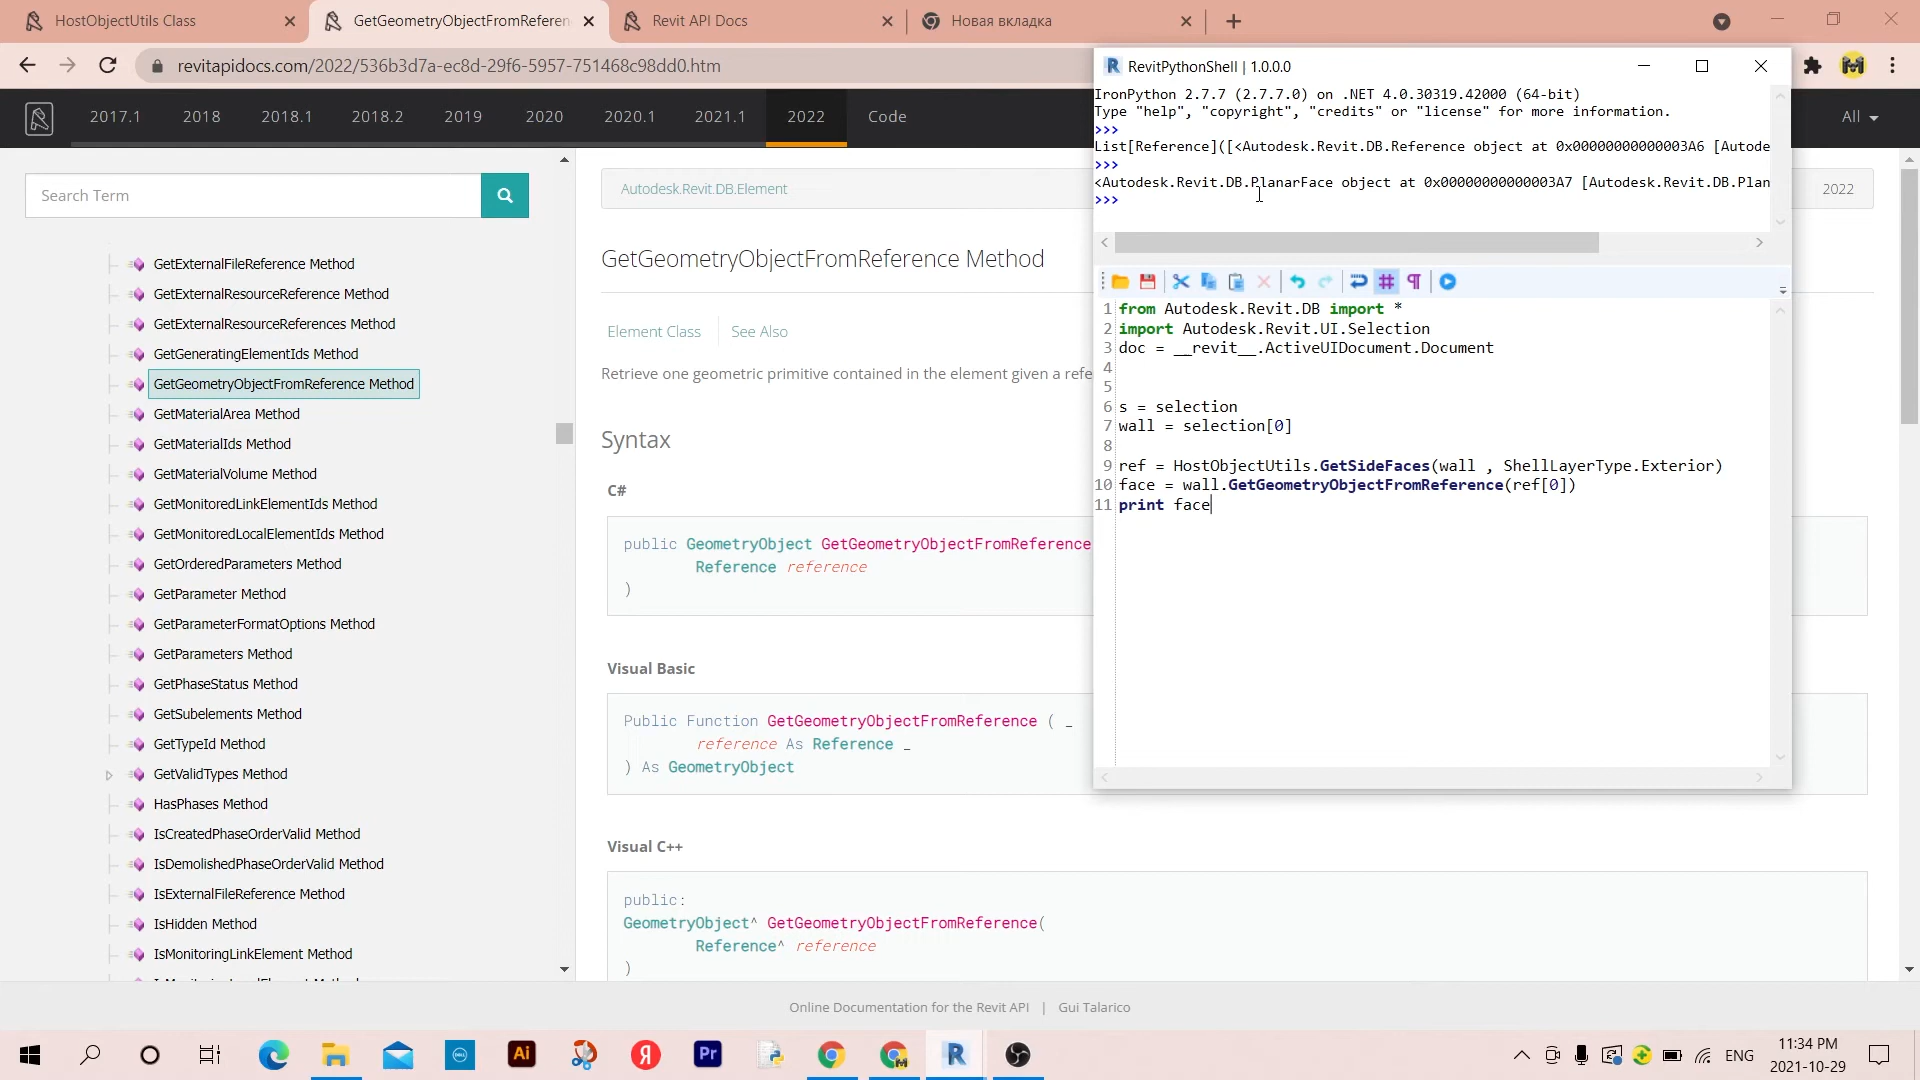 HostObjectUtils Class
GetGeometryObjectFromReferen
Revit API Docs
Новая вкладка
revitapidocs.com/2022/536b3d7a-ec8d-29f6-5957-751468c98dd0.htm
2017.1
2018
2018.1
2018.2
2019
2020
2020.1
2021.1
2022
Code
All
Search Term
GetExternalFileReference Method
GetExternalResourceReference Method
GetExternalResourceReferences Method
GetGeneratingElementIds Method
GetGeometryObjectFromReference Method
GetMaterialArea Method
GetMaterialIds Method
GetMaterialVolume Method
GetMonitoredLinkElementIds Method
GetMonitoredLocalElementIds Method
GetOrderedParameters Method
GetParameter Method
GetParameterFormatOptions Method
GetParameters Method
GetPhaseStatus Method
GetSubelements Method
GetTypeId Method
GetValidTypes Method
HasPhases Method
IsCreatedPhaseOrderValid Method
IsDemolishedPhaseOrderValid Method
IsExternalFileReference Method
IsHidden Method
IsMonitoringLinkElement Method
Autodesk.Revit.DB.Element
2022
GetGeometryObjectFromReference Method
Element Class
See Also
Retrieve one geometric primitive contained in the element given a refe
Syntax
C#
public GeometryObject GetGeometryObjectFromReference
Reference reference
)
Visual Basic
Public Function GetGeometryObjectFromReference ( _
reference As Reference _
) As GeometryObject
Visual C++
public:
GeometryObject^ GetGeometryObjectFromReference(
Reference^ reference
)
RevitPythonShell | 1.0.0.0
IronPython 2.7.7 (2.7.7.0) on .NET 4.0.30319.42000 (64-bit)
Type "help", "copyright", "credits" or "license" for more information.
>>>
List[Reference]([<Autodesk.Revit.DB.Reference object at 0x00000000000003A6 [Autode
>>>
<Autodesk.Revit.DB.PlanarFace object at 0x00000000000003A7 [Autodesk.Revit.DB.Plan
>>>
1 from Autodesk.Revit.DB import *
2 import Autodesk.Revit.UI.Selection
3 doc = __revit__.ActiveUIDocument.Document
4
5
6 s = selection
7 wall = selection[0]
8
9 ref = HostObjectUtils.GetSideFaces(wall , ShellLayerType.Exterior)
10 face = wall.GetGeometryObjectFromReference(ref[0])
11 print face
Online Documentation for the Revit API | Gui Talarico
ENG
11:34 PM
2021-10-29